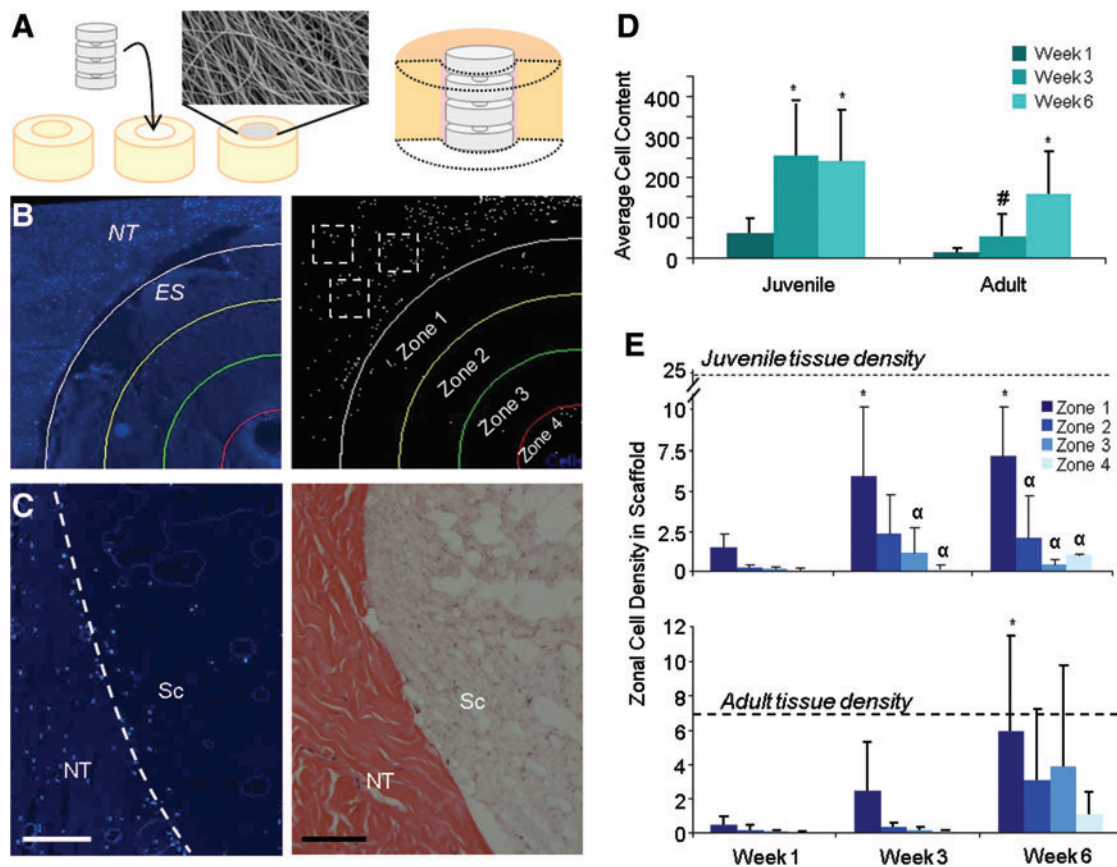 A
B
NT
ES
Zone 1
Zone 2
Zone 3
Zone 4
C
NT
Sc
NT
Sc
D
Week 1
Week 3
Week 6
Average Cell Content
400
300
200
100
0
*
*
#
*
Juvenile
Adult
E
Zonal Cell Density in Scaffold
Juvenile tissue density
25
10
7.5
5
2.5
0
Zone 1
Zone 2
Zone 3
Zone 4
*
α
α
*
α
α
α
Adult tissue density
12
10
8
6
4
2
0
*
Week 1
Week 3
Week 6